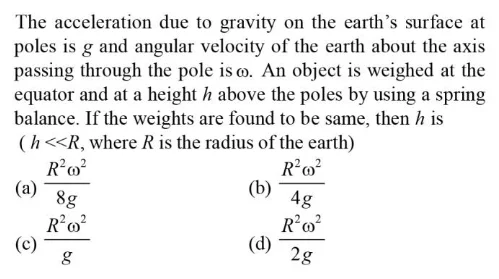 The acceleration due to gravity on the earth's surface at
poles is g and angular velocity of the earth about the axis
passing through the pole is ω. An object is weighed at the
equator and at a height h above the poles by using a spring
balance. If the weights are found to be same, then h is
( h <<R, where R is the radius of the earth)
(a) R²ω²/8g (b) R²ω²/4g
(c) R²ω²/g (d) R²ω²/2g